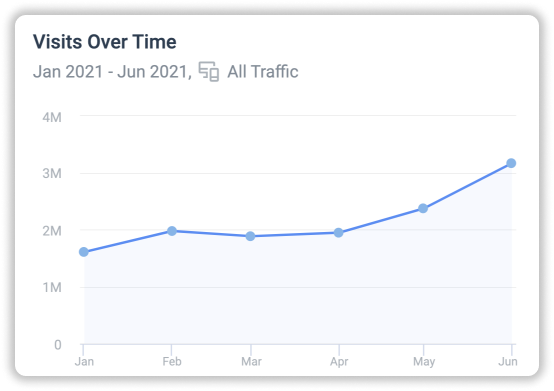 Visits Over Time
Jan 2021 - Jun 2021, All Traffic
4M
3M
2M
1M
0
Jan Feb Mar Apr May Jun